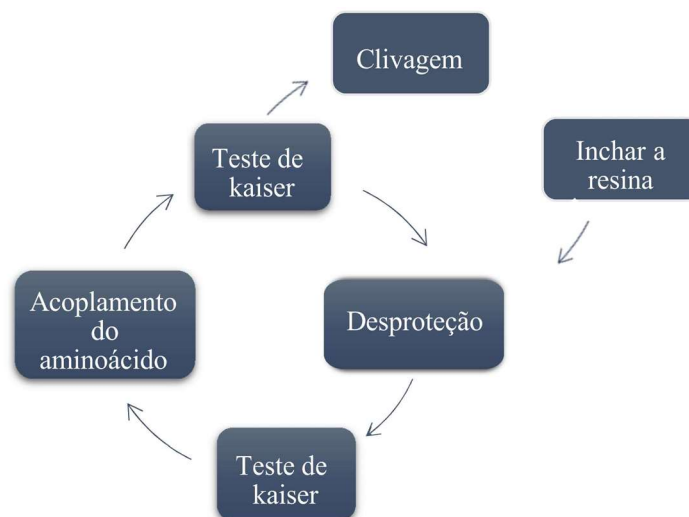 Clivagem
Inchar a
resina
Teste de
kaiser
Desproteção
Acoplamento
do
aminoácido
Teste de
kaiser